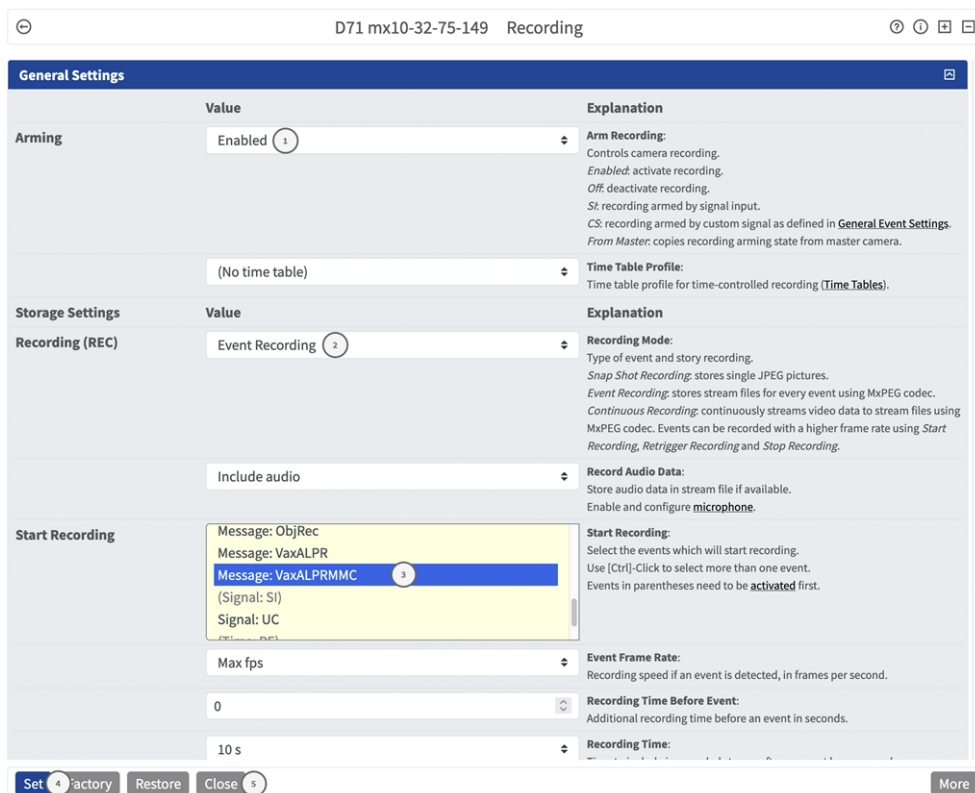 D71 mx10-32-75-149 Recording
General Settings
Value Explanation
Arming
Enabled 1
Arm Recording:
Controls camera recording.
Enabled: activate recording.
Off: deactivate recording.
SI: recording armed by signal input.
CS: recording armed by custom signal as defined in General Event Settings.
From Master: copies recording arming state from master camera.
(No time table)
Time Table Profile:
Time table profile for time-controlled recording (Time Tables).
Storage Settings Value Explanation
Recording (REC)
Event Recording 2
Recording Mode:
Type of event and story recording.
Snap Shot Recording: stores single JPEG pictures.
Event Recording: stores stream files for every event using MxPEG codec.
Continuous Recording: continuously streams video data to stream files using
MxPEG codec. Events can be recorded with a higher frame rate using Start
Recording, Retrigger Recording and Stop Recording.
Include audio
Record Audio Data:
Store audio data in stream file if available.
Enable and configure microphone.
Start Recording
Message: ObjRec
Message: VaxALPR
Message: VaxALPRMMC 3
(Signal: SI)
Signal: UC
Start Recording:
Select the events which will start recording.
Use [Ctrl]-Click to select more than one event.
Events in parentheses need to be activated first.
Max fps
Event Frame Rate:
Recording speed if an event is detected, in frames per second.
0
Recording Time Before Event:
Additional recording time before an event in seconds.
10 s
Recording Time:
Set 4 Factory Restore Close 5 More